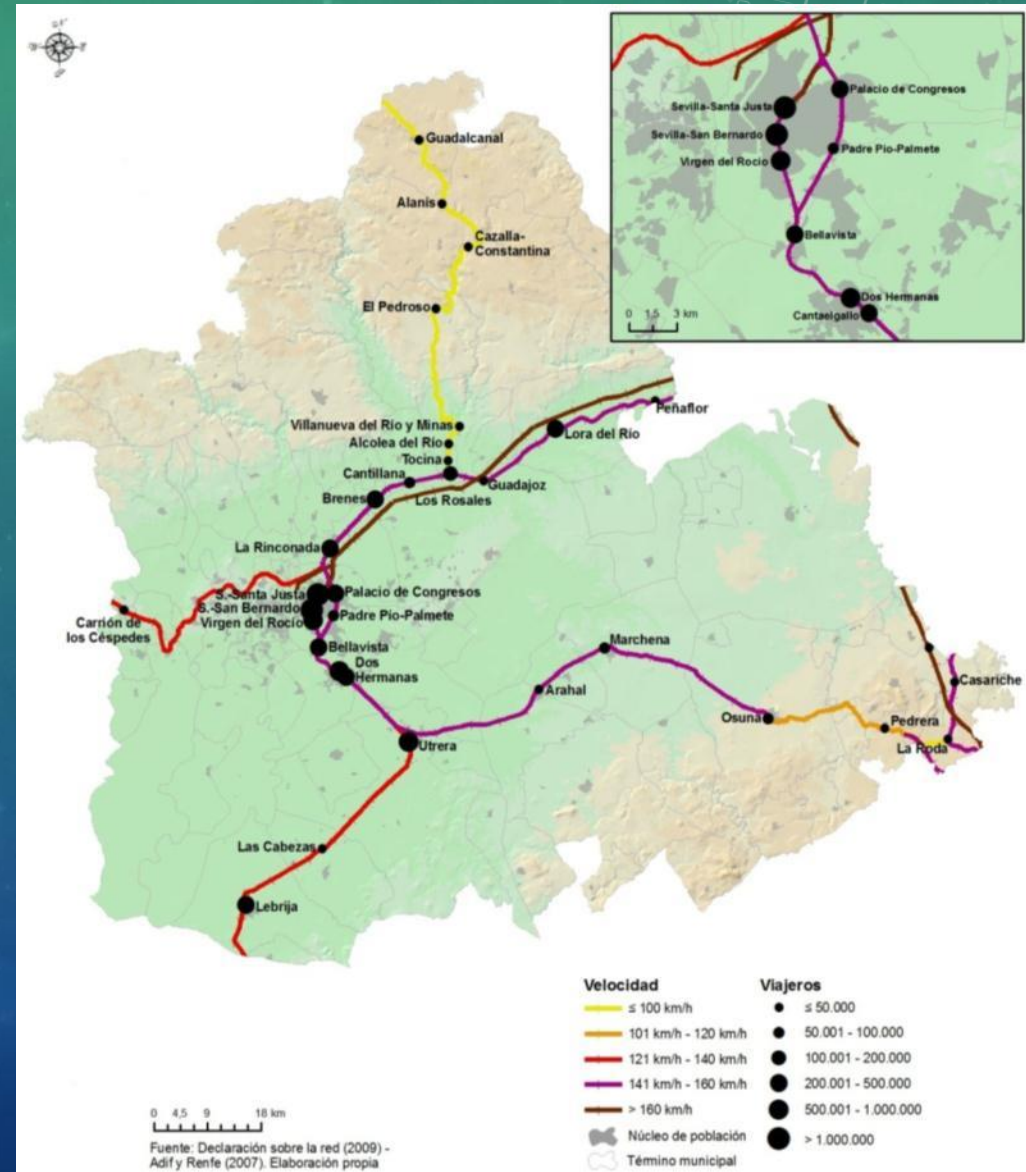 Guadalcanal
Alanis
Cazalla-
Constantina
El Pedroso
Villanueva del Río y Minas
Alcolea del Río
Tocina
Cantillana
Brenes
Los Rosales
Guadajoz
Lora del Río
Peñaflor
La Rinconada
S.-Santa Justa
S.-San Bernardo
Virgen del Rocío
Palacio de Congresos
Padre Pío-Palmete
Carrión de
los Céspedes
Bellavista
Dos
Hermanas
Utrera
Arahal
Marchena
Osuna
Pedrera
La Roda
Casariche
Las Cabezas
Lebrija
Palacio de Congresos
Sevilla-Santa Justa
Sevilla-San Bernardo
Padre Pio-Palmete
Virgen del Rocio
Bellavista
Dos Hermanas
Cantaelgallo
0 1,5 3 km
Velocidad
≤ 100 km/h
101 km/h - 120 km/h
121 km/h - 140 km/h
141 km/h - 160 km/h
> 160 km/h
Núcleo de población
Término municipal
Viajeros
≤ 50.000
50.001 - 100.000
100.001 - 200.000
200.001 - 500.000
500.001 - 1.000.000
> 1.000.000
0 4,5 9 18 km
Fuente: Declaración sobre la red (2009) -
Adif y Renfe (2007). Elaboración propia